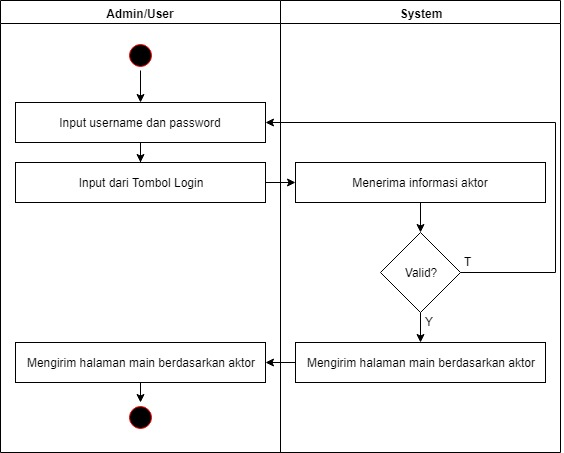 Admin/User
System
Input username dan password
Input dari Tombol Login
Menerima informasi aktor
Valid?
T
Y
Mengirim halaman main berdasarkan aktor
Mengirim halaman main berdasarkan aktor